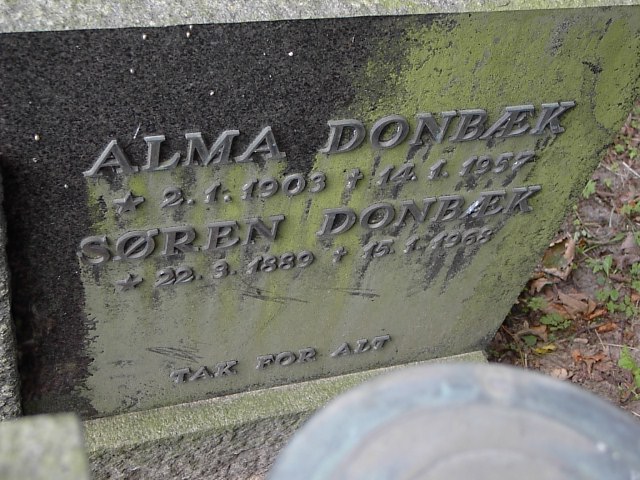 ALMA DONBÆK
★ 2.1.1903 † 14.1.1957
SØREN DONBÆK
★ 22.3.1889 † 15.1.1968
TAK FOR ALT